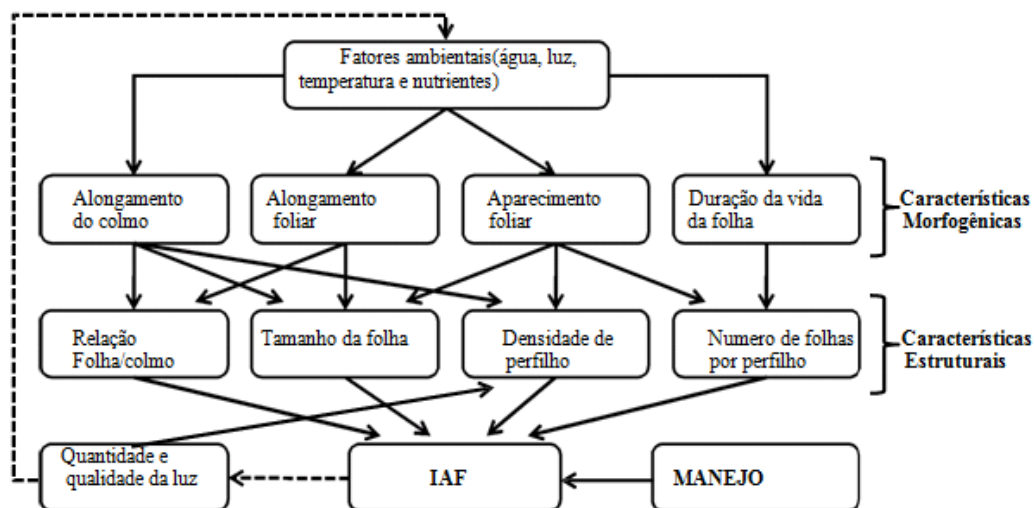 Fatores ambientais(água, luz,
temperatura e nutrientes)
Alongamento
do colmo
Alongamento
foliar
Aparecimento
foliar
Duração da vida
da folha
Características
Morfogênicas
Relação
Folha/colmo
Tamanho da folha
Densidade de
perfilho
Numero de folhas
por perfilho
Características
Estruturais
Quantidade e
qualidade da luz
IAF
MANEJO